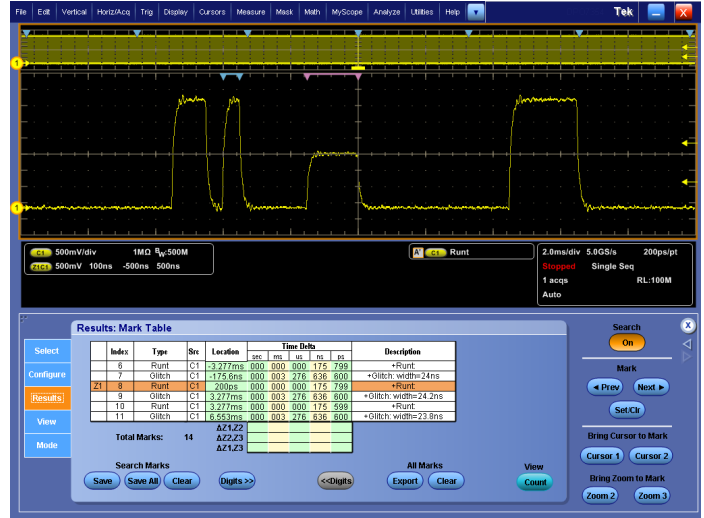 File Edit Vertical Horiz/Acq Trig Display Cursors Measure Mask Math MyScope Analyze Utilities Help Tek X
1
1
C1 500mV/div 1MΩ BW:500M
Z1C1 500mV 100ns -500ns 500ns
A' C1 Runt
2.0ms/div 5.0GS/s 200ps/pt
Stopped Single Seq
1 acqs RL:100M
Auto
Results: Mark Table
Select
Configure
Results
View
Mode
Index Type Src Location Time Delta Description
sec ms us ns ps
6 Runt C1 -3.277ms 000 000 000 175 799 +Runt:
7 Glitch C1 -175.6ns 000 003 276 636 600 +Glitch: width=24ns
Z1 8 Runt C1 200ps 000 000 000 175 799 +Runt:
9 Glitch C1 3.277ms 000 003 276 636 600 +Glitch: width=24.2ns
10 Runt C1 3.277ms 000 000 000 175 599 +Runt:
11 Glitch C1 6.553ms 000 003 276 636 600 +Glitch: width=23.8ns
Total Marks: 14
ΔZ1,Z2
ΔZ2,Z3
ΔZ1,Z3
Search Marks
Save Save All Clear Digits >> <<Digits
All Marks
Export Clear
View
Count
Search X
On
Mark
Prev Next
Set/Clr
Bring Cursor to Mark
Cursor 1 Cursor 2
Bring Zoom to Mark
Zoom 2 Zoom 3